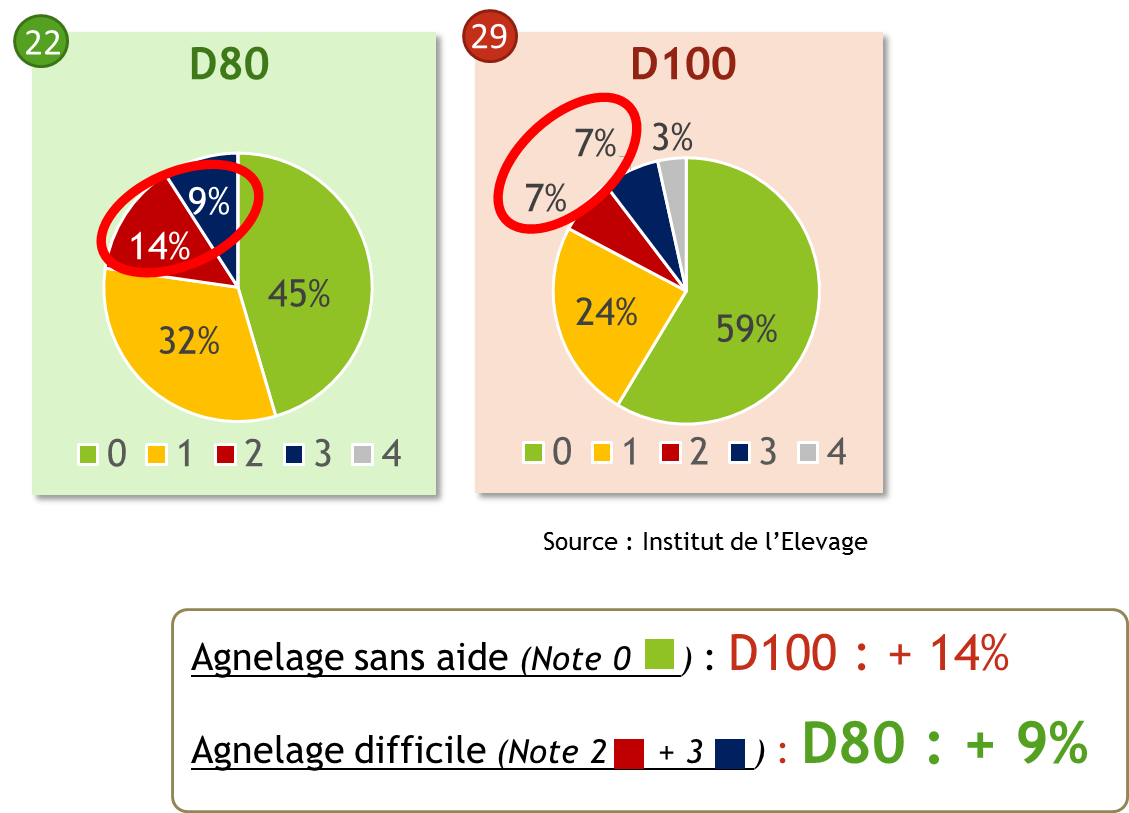 22
D80
9%
14%
45%
32%
0 1 2 3 4
29
D100
7%
3%
7%
24%
59%
0 1 2 3 4
Source : Institut de l’Elevage
Agnelage sans aide (Note 0 ) : D100 : + 14%
Agnelage difficile (Note 2 + 3 ) : D80 : + 9%